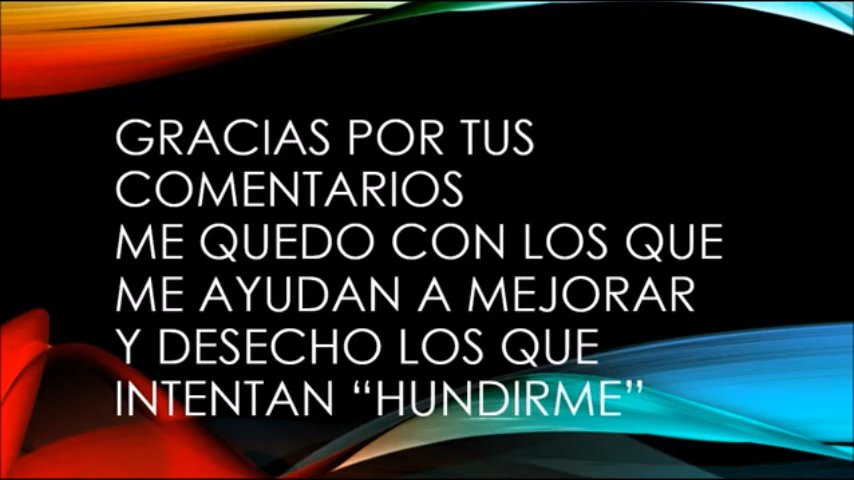 GRACIAS POR TUS
COMENTARIOS
ME QUEDO CON LOS QUE
ME AYUDAN A MEJORAR
Y DESECHO LOS QUE
INTENTAN “HUNDIRME”